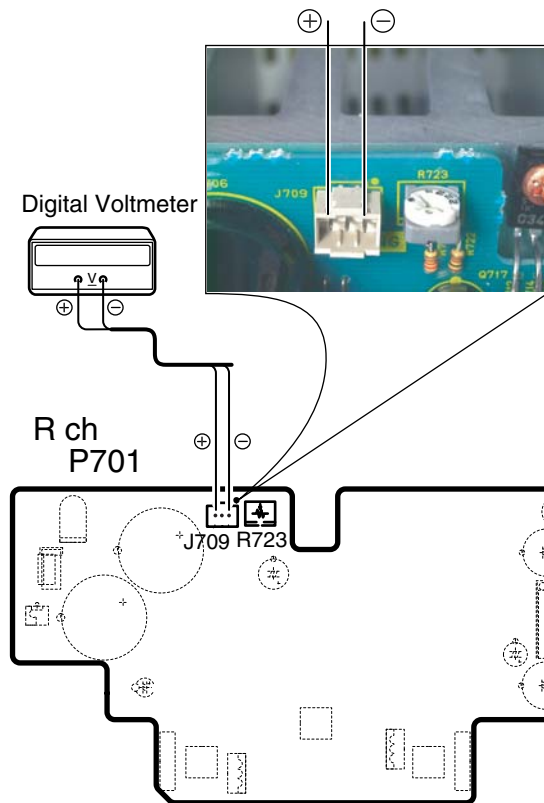 ⊕ ⊖
R723
J709
Q717
Digital Voltmeter
V
⊕ ⊖
R ch
P701
⊕ ⊖
J709 R723